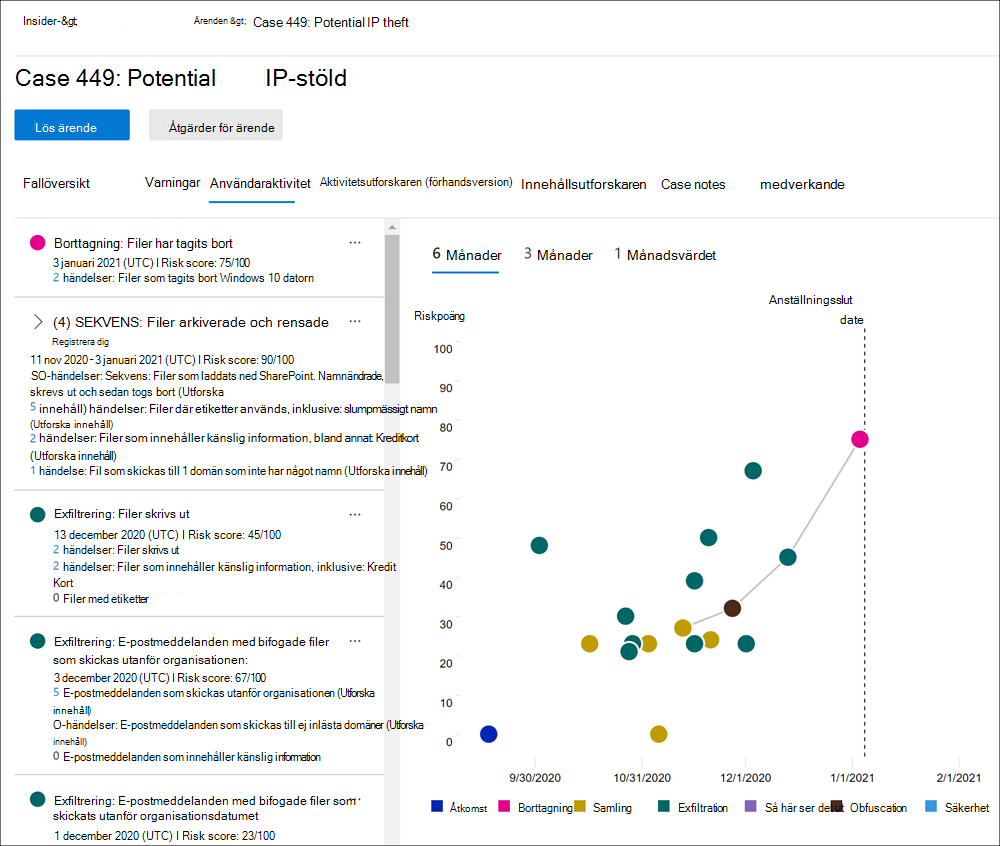 Insider-&gt;
Ärenden &gt; Case 449: Potential IP theft
Case 449: Potential IP-stöld
Lös ärende
Åtgärder för ärende
Fallöversikt
Varningar
Användaraktivitet
Aktivitetsutforskaren (förhandsversion)
Innehållsutforskaren
Case notes
medverkande
Borttagning: Filer har tagits bort
3 januari 2021 (UTC) I Risk score: 75/100
2 händelser: Filer som tagits bort Windows 10 datorn
(4) SEKVENS: Filer arkiverade och rensade
Registrera dig
11 nov 2020 - 3 januari 2021 (UTC) I Risk score: 90/100
SO-händelser: Sekvens: Filer som laddats ned SharePoint. Namnändrade,
skrevs ut och sedan togs bort (Utforska
5 innehåll) händelser: Filer där etiketter används, inklusive: slumpmässigt namn
(Utforska innehåll)
2 händelser: Filer som innehåller känslig information, bland annat: Kreditkort
(Utforska innehåll)
1 händelse: Fil som skickas till 1 domän som inte har något namn (Utforska innehåll)
Exfiltrering: Filer skrivs ut
13 december 2020 (UTC) I Risk score: 45/100
2 händelser: Filer skrivs ut
2 händelser: Filer som innehåller känslig information, inklusive: Kredit
Kort
0 Filer med etiketter
Exfiltrering: E-postmeddelanden med bifogade filer
som skickas utanför organisationen:
3 december 2020 (UTC) I Risk score: 67/100
5 E-postmeddelanden som skickas utanför organisationen (Utforska
innehåll)
O-händelser: E-postmeddelanden som skickas till ej inlästa domäner (Utforska
innehåll)
0 E-postmeddelanden som innehåller känslig information
Exfiltrering: E-postmeddelanden med bifogade filer som
skickats utanför organisationsdatumet
1 december 2020 (UTC) I Risk score: 23/100
6 Månader
3 Månader
1 Månadsvärdet
Anställningsslut
date
Riskpoäng
100
90
80
70
60
50
40
30
20
10
0
9/30/2020
10/31/2020
12/1/2020
1/1/2021
2/1/2021
Åtkomst
Borttagning
Samling
Exfiltration
Så här ser det ut
Obfuscation
Säkerhet